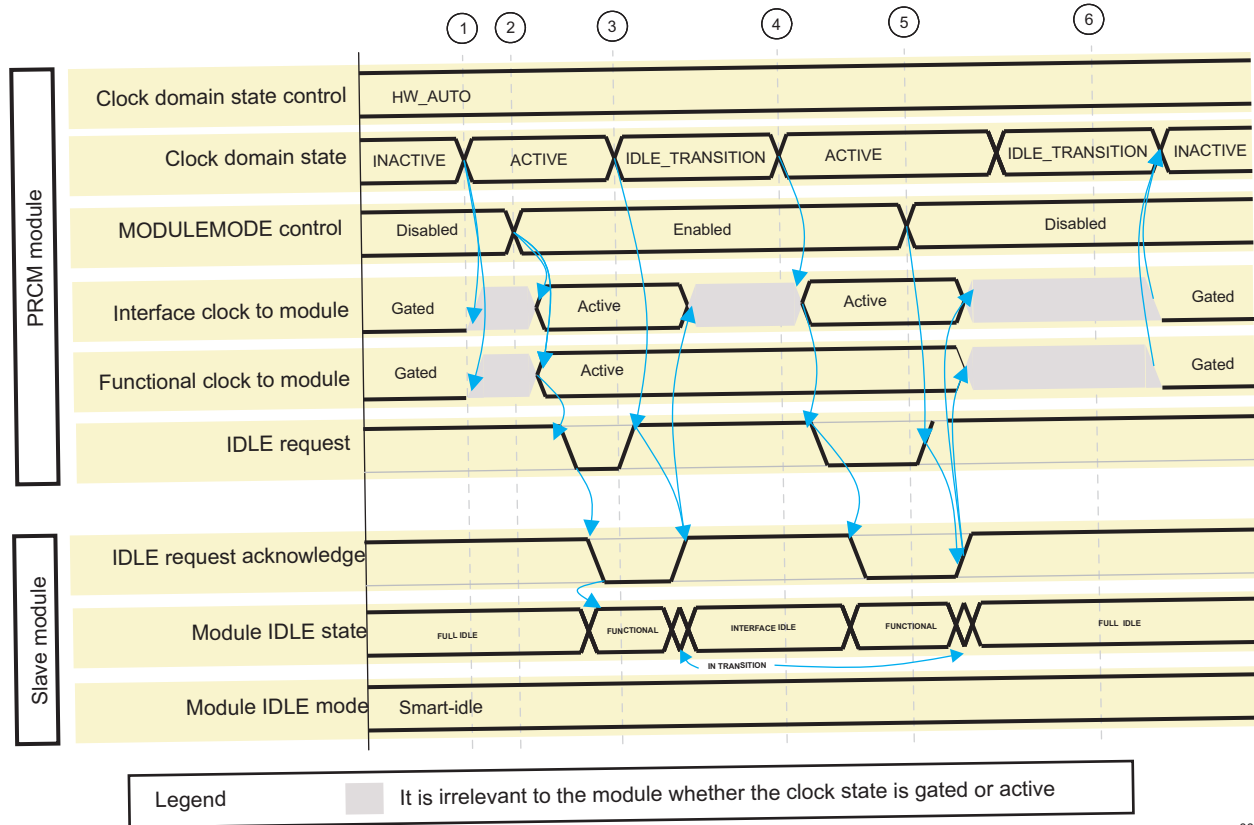 1 2 3 4 5 6
PRCM module
Clock domain state control HW_AUTO
Clock domain state INACTIVE ACTIVE IDLE_TRANSITION ACTIVE IDLE_TRANSITION INACTIVE
MODULEMODE control Disabled Enabled Disabled
Interface clock to module Gated Active Active Gated
Functional clock to module Gated Active Gated
IDLE request
Slave module
IDLE request acknowledge
Module IDLE state FULL IDLE FUNCTIONAL INTERFACE IDLE FUNCTIONAL FULL IDLE
IN TRANSITION
Module IDLE mode Smart-idle
Legend It is irrelevant to the module whether the clock state is gated or active